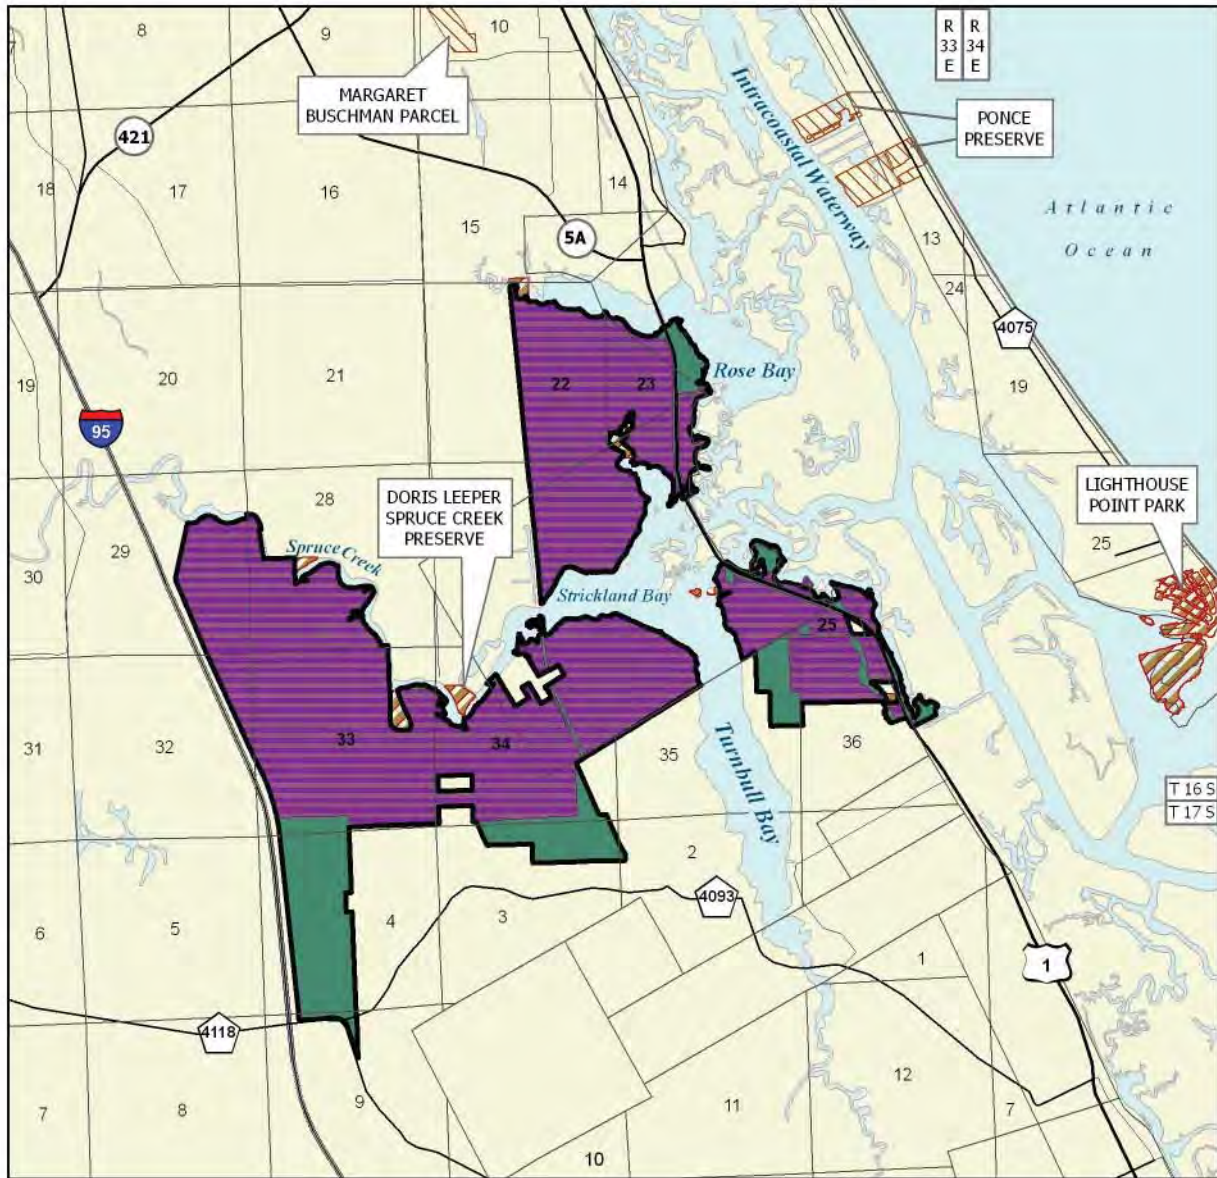 8
9
10
R
33
E
R
34
E
MARGARET
BUSCHMAN PARCEL
PONCE
PRESERVE
421
Intracoastal Waterway
18
17
16
14
15
5A
13
Atlantic
Ocean
24
4075
19
20
21
22
23
Rose Bay
19
95
28
DORIS LEEPER
SPRUCE CREEK
PRESERVE
LIGHTHOUSE
POINT PARK
29
30
25
Spruce Creek
Strickland Bay
25
31
32
33
34
35
36
Turnbull Bay
T 16 S
T 17 S
2
4093
6
5
4
3
1
1
4118
12
7
8
9
11
7
10